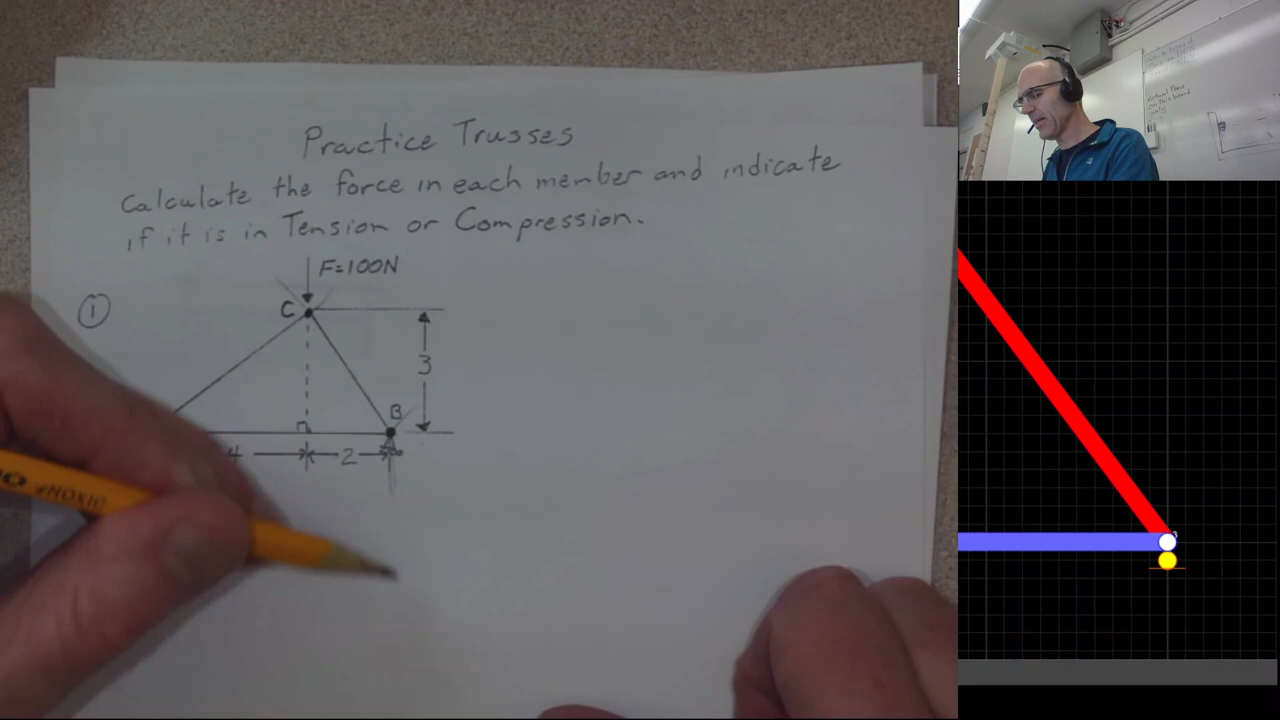 Practice Trusses
Calculate the force in each member and indicate
if it is in Tension or Compression.
F=100N
①
C
3
B
4
2
DIXON